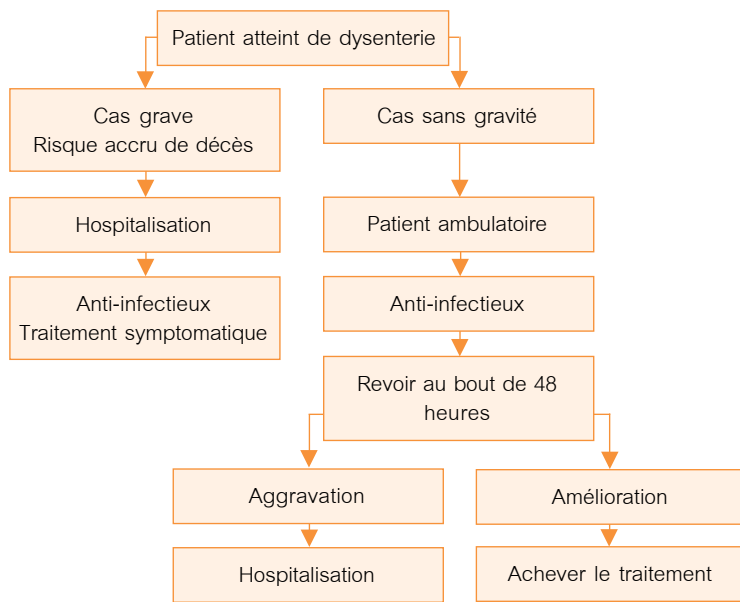 Patient atteint de dysenterie
Cas grave
Risque accru de décès
Cas sans gravité
Hospitalisation
Patient ambulatoire
Anti-infectieux
Traitement symptomatique
Anti-infectieux
Revoir au bout de 48
heures
Aggravation
Amélioration
Hospitalisation
Achever le traitement